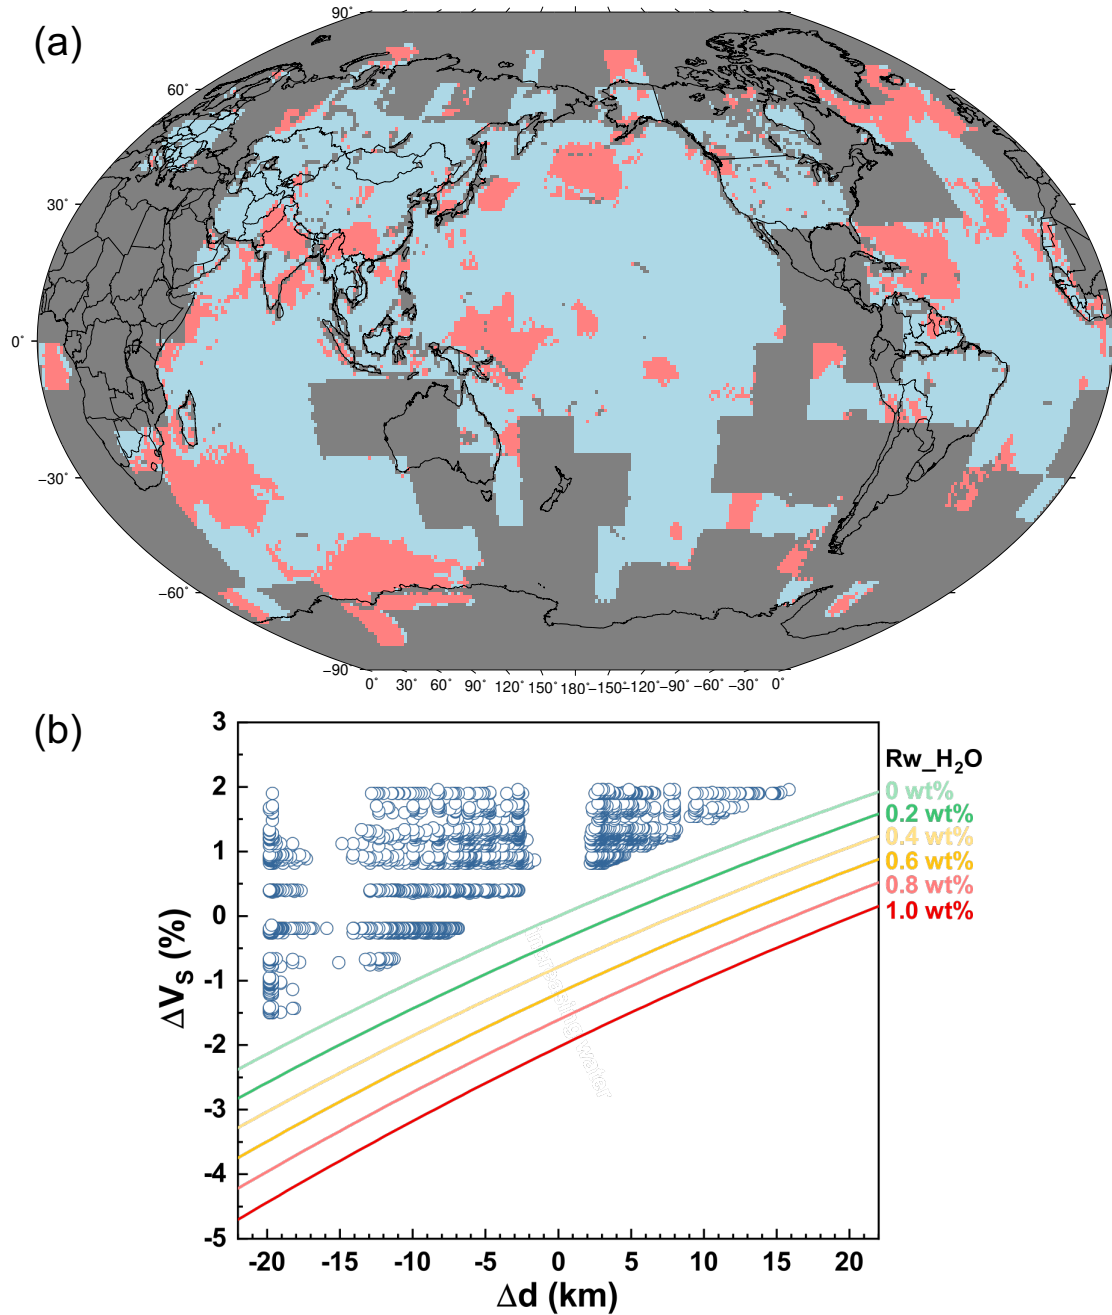 (a)
90°
60°
30°
0°
−30°
−60°
−90
0° 30° 60° 90° 120° 150° 180° −150° −120° −90° −60° −30° 0°
(b)
3
2
1
0
-1
-2
-3
-4
-5
ΔVS (%)
-20 -15 -10 -5 0 5 10 15 20
Δd (km)
Rw_H2O
0 wt%
0.2 wt%
0.4 wt%
0.6 wt%
0.8 wt%
1.0 wt%
water